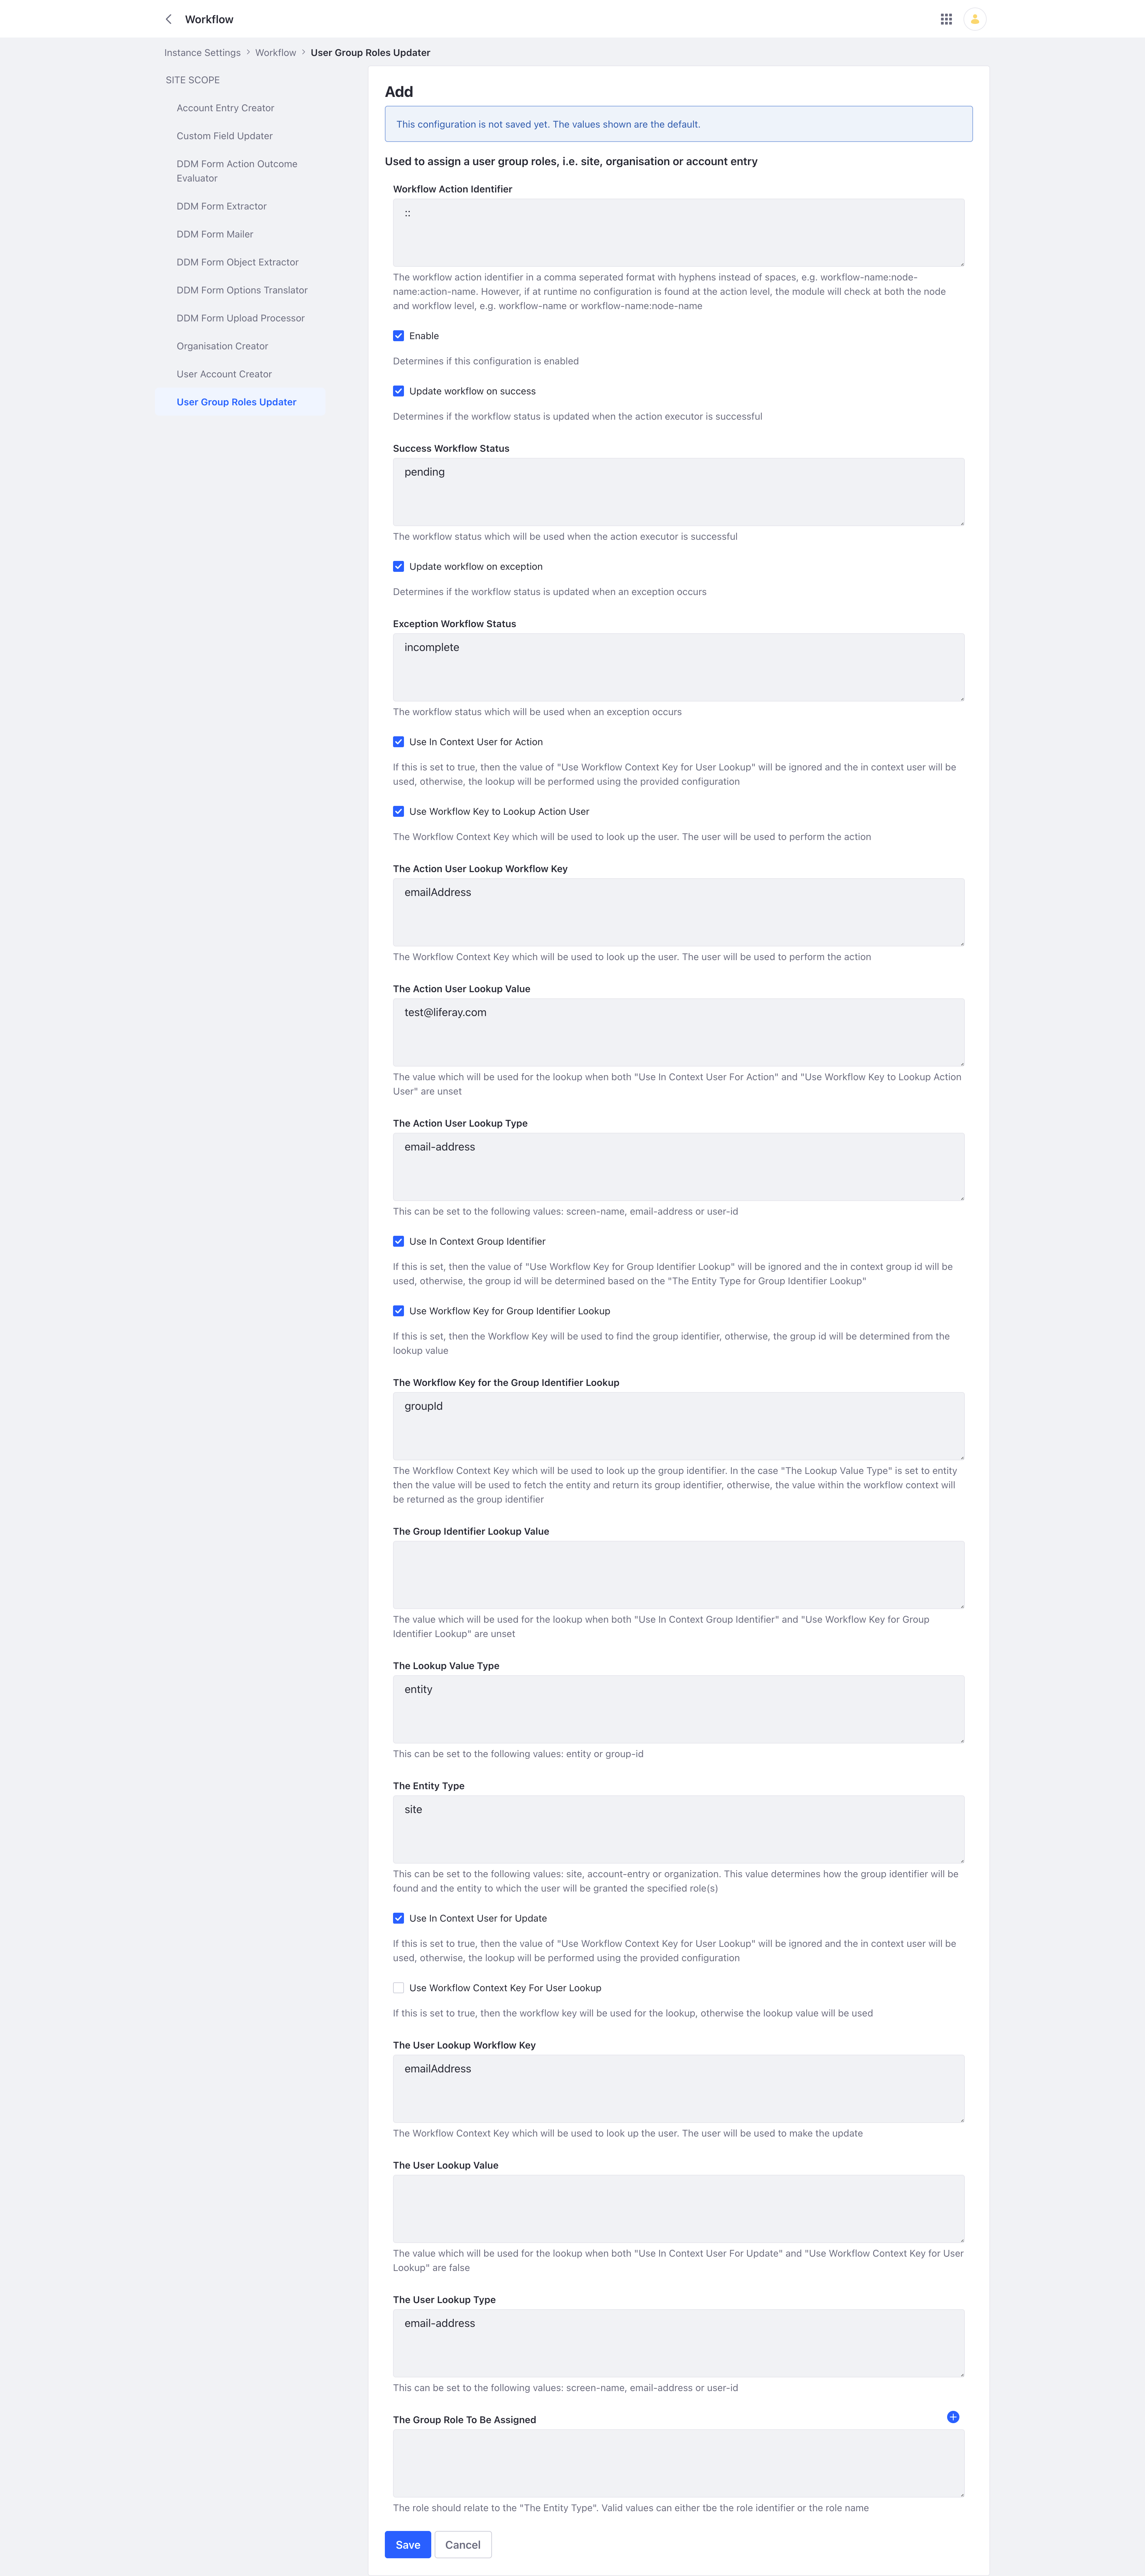 Workflow
Instance Settings > Workflow > User Group Roles Updater
SITE SCOPE
Account Entry Creator
Custom Field Updater
DDM Form Action Outcome
Evaluator
DDM Form Extractor
DDM Form Mailer
DDM Form Object Extractor
DDM Form Options Translator
DDM Form Upload Processor
Organisation Creator
User Account Creator
User Group Roles Updater
Add
This configuration is not saved yet. The values shown are the default.
Used to assign a user group roles, i.e. site, organisation or account entry
Workflow Action Identifier
::
The workflow action identifier in a comma seperated format with hyphens instead of spaces, e.g. workflow-name:node-
name:action-name. However, if at runtime no configuration is found at the action level, the module will check at both the node
and workflow level, e.g. workflow-name or workflow-name:node-name
Enable
Determines if this configuration is enabled
Update workflow on success
Determines if the workflow status is updated when the action executor is successful
Success Workflow Status
pending
The workflow status which will be used when the action executor is successful
Update workflow on exception
Determines if the workflow status is updated when an exception occurs
Exception Workflow Status
incomplete
The workflow status which will be used when an exception occurs
Use In Context User for Action
If this is set to true, then the value of "Use Workflow Context Key for User Lookup" will be ignored and the in context user will be
used, otherwise, the lookup will be performed using the provided configuration
Use Workflow Key to Lookup Action User
The Workflow Context Key which will be used to look up the user. The user will be used to perform the action
The Action User Lookup Workflow Key
emailAddress
The Workflow Context Key which will be used to look up the user. The user will be used to perform the action
The Action User Lookup Value
test@liferay.com
The value which will be used for the lookup when both "Use In Context User For Action" and "Use Workflow Key to Lookup Action
User" are unset
The Action User Lookup Type
email-address
This can be set to the following values: screen-name, email-address or user-id
Use In Context Group Identifier
If this is set, then the value of "Use Workflow Key for Group Identifier Lookup" will be ignored and the in context group id will be
used, otherwise, the group id will be determined based on the "The Entity Type for Group Identifier Lookup"
Use Workflow Key for Group Identifier Lookup
If this is set, then the Workflow Key will be used to find the group identifier, otherwise, the group id will be determined from the
lookup value
The Workflow Key for the Group Identifier Lookup
groupId
The Workflow Context Key which will be used to look up the group identifier. In the case "The Lookup Value Type" is set to entity
then the value will be used to fetch the entity and return its group identifier, otherwise, the value within the workflow context will
be returned as the group identifier
The Group Identifier Lookup Value
The value which will be used for the lookup when both "Use In Context Group Identifier" and "Use Workflow Key for Group
Identifier Lookup" are unset
The Lookup Value Type
entity
This can be set to the following values: entity or group-id
The Entity Type
site
This can be set to the following values: site, account-entry or organization. This value determines how the group identifier will be
found and the entity to which the user will be granted the specified role(s)
Use In Context User for Update
If this is set to true, then the value of "Use Workflow Context Key for User Lookup" will be ignored and the in context user will be
used, otherwise, the lookup will be performed using the provided configuration
Use Workflow Context Key For User Lookup
If this is set to true, then the workflow key will be used for the lookup, otherwise the lookup value will be used
The User Lookup Workflow Key
emailAddress
The Workflow Context Key which will be used to look up the user. The user will be used to make the update
The User Lookup Value
The value which will be used for the lookup when both "Use In Context User For Update" and "Use Workflow Context Key for User
Lookup" are false
The User Lookup Type
email-address
This can be set to the following values: screen-name, email-address or user-id
The Group Role To Be Assigned
The role should relate to the "The Entity Type". Valid values can either tbe the role identifier or the role name
Save Cancel